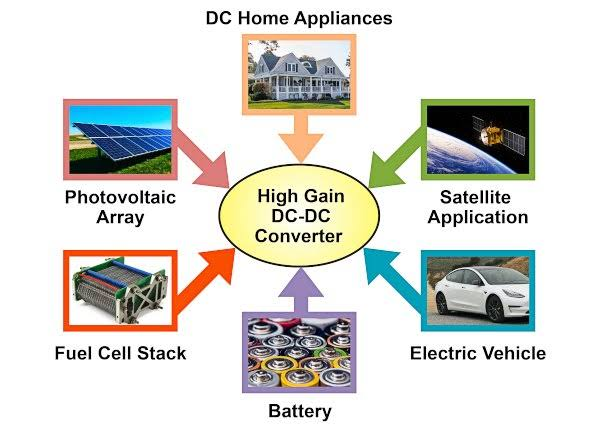 DC Home Appliances
Photovoltaic
Array
High Gain
DC-DC
Converter
Satellite
Application
Fuel Cell Stack
Electric Vehicle
Battery